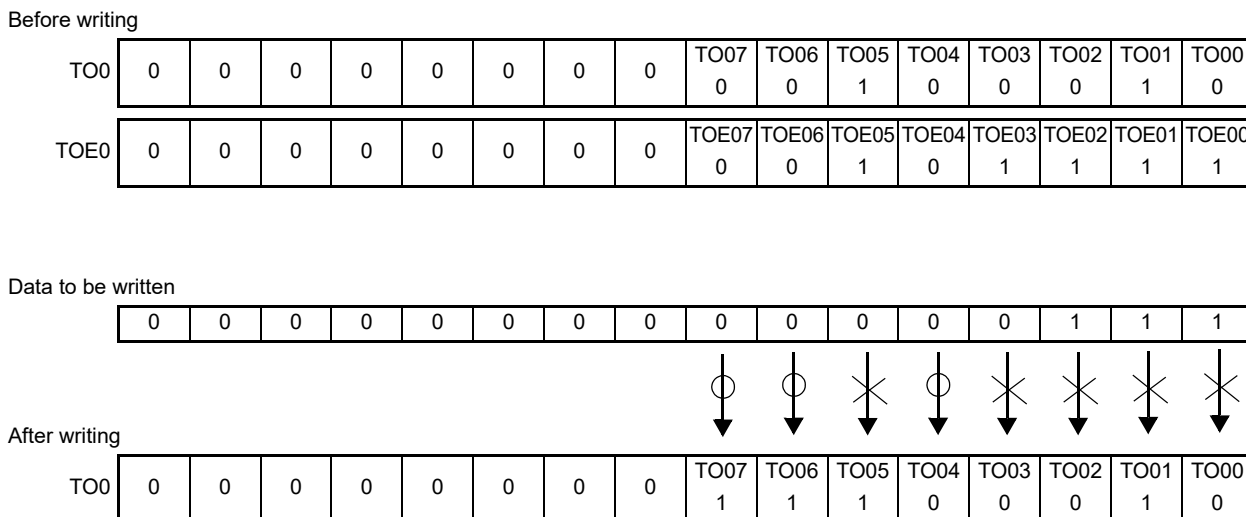 Before writing
TO07 TO06 TO05 TO04 TO03 TO02 TO01 TO00
TO0 0 0 0 0 0 0 0 0
0 0 1 0 0 0 1 0
TOE07 TOE06 TOE05 TOE04 TOE03 TOE02 TOE01 TOE00
TOE0 0 0 0 0 0 0 0 0
0 0 1 0 1 1 1 1
Data to be written
0 0 0 0 0 0 0 0 0 0 0 0 0 1 1 1
After writing
TO07 TO06 TO05 TO04 TO03 TO02 TO01 TO00
TO0 0 0 0 0 0 0 0 0
1 1 1 0 0 0 1 0